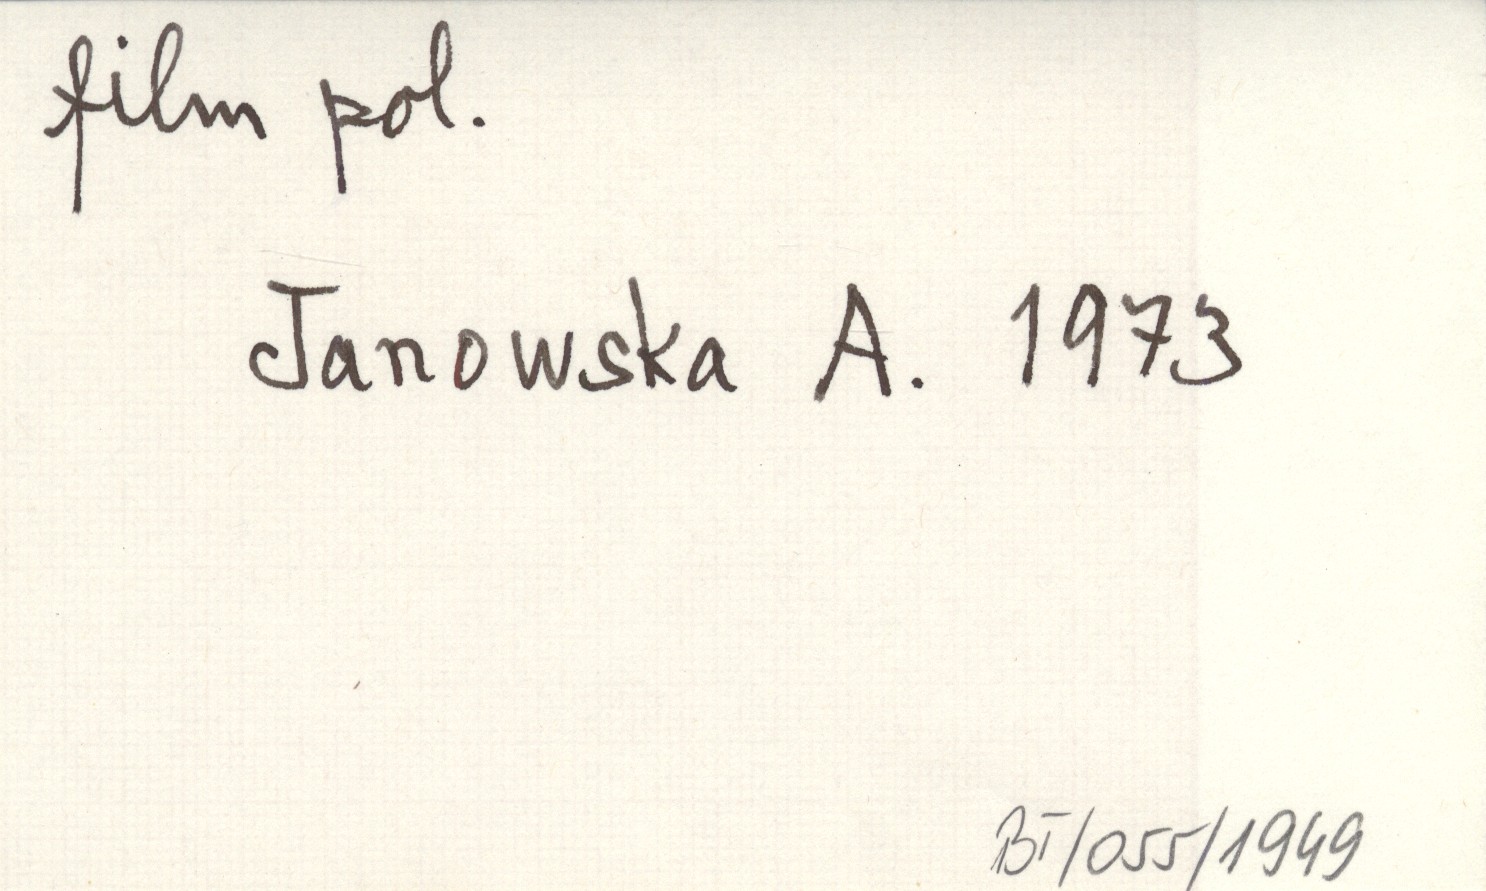 film pol.
Janowska A. 1973
BI/055/1949